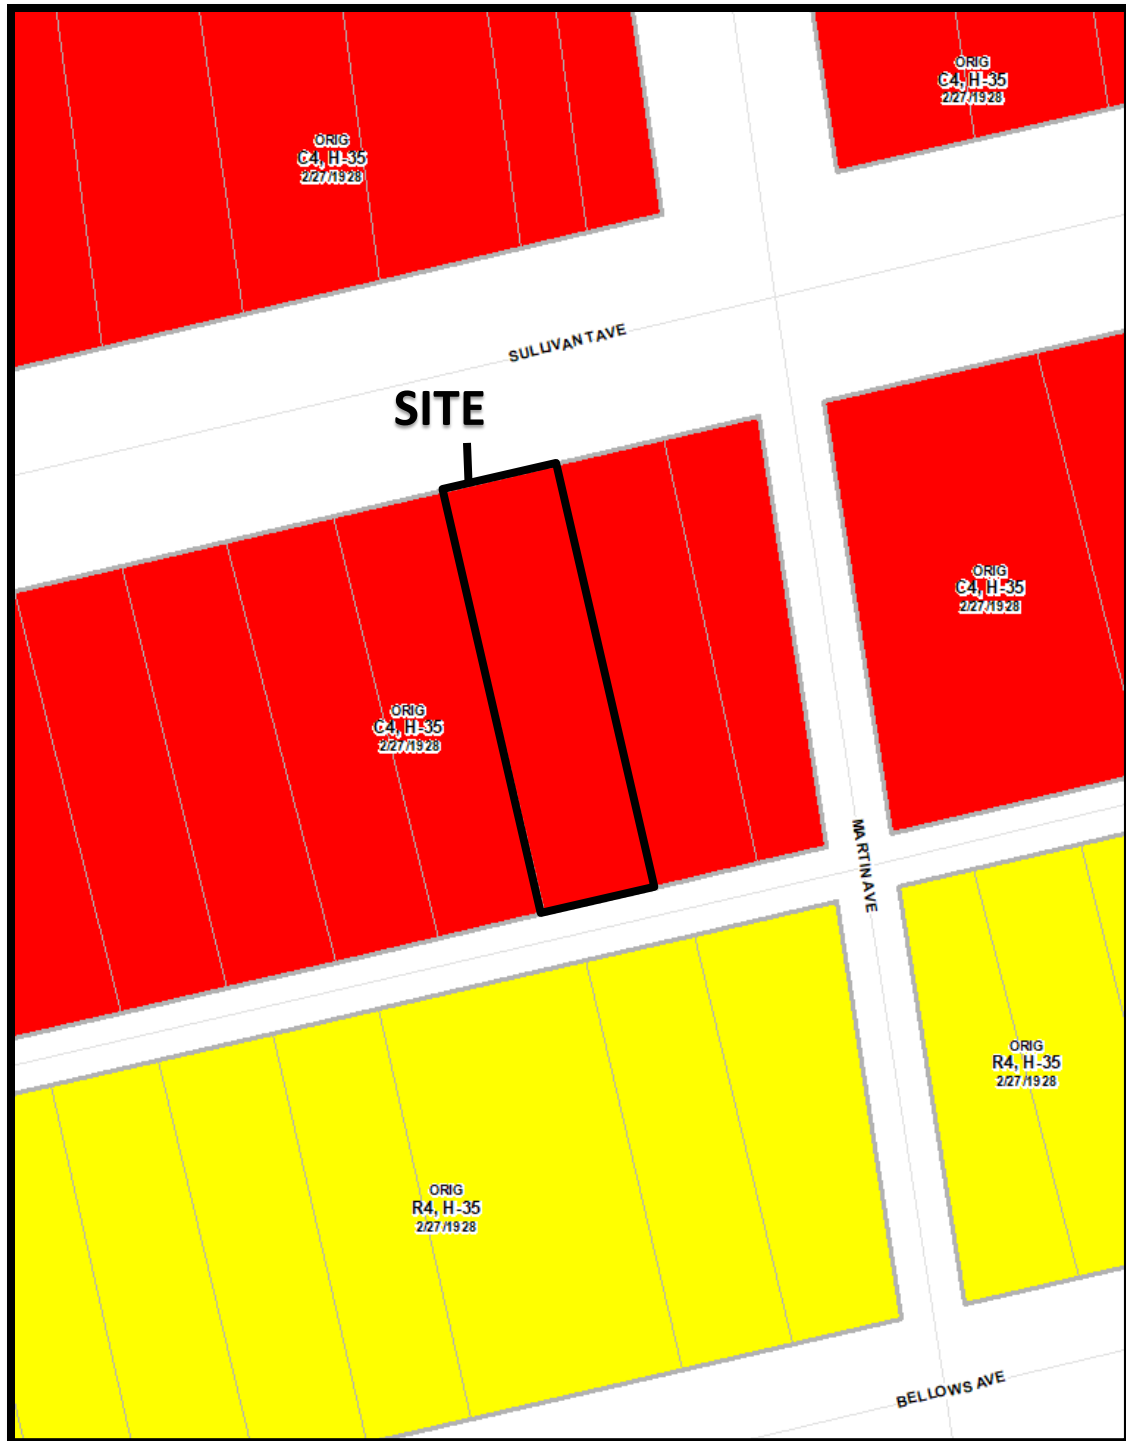 ORIG
C4, H-35
2/27/1928
ORIG
C4, H-35
2/27/1928
SULLIVANT AVE
SITE
ORIG
C4, H-35
2/27/1928
ORIG
C4, H-35
2/27/1928
MARTIN AVE
ORIG
R4, H-35
2/27/1928
ORIG
R4, H-35
2/27/1928
BELLOWS AVE